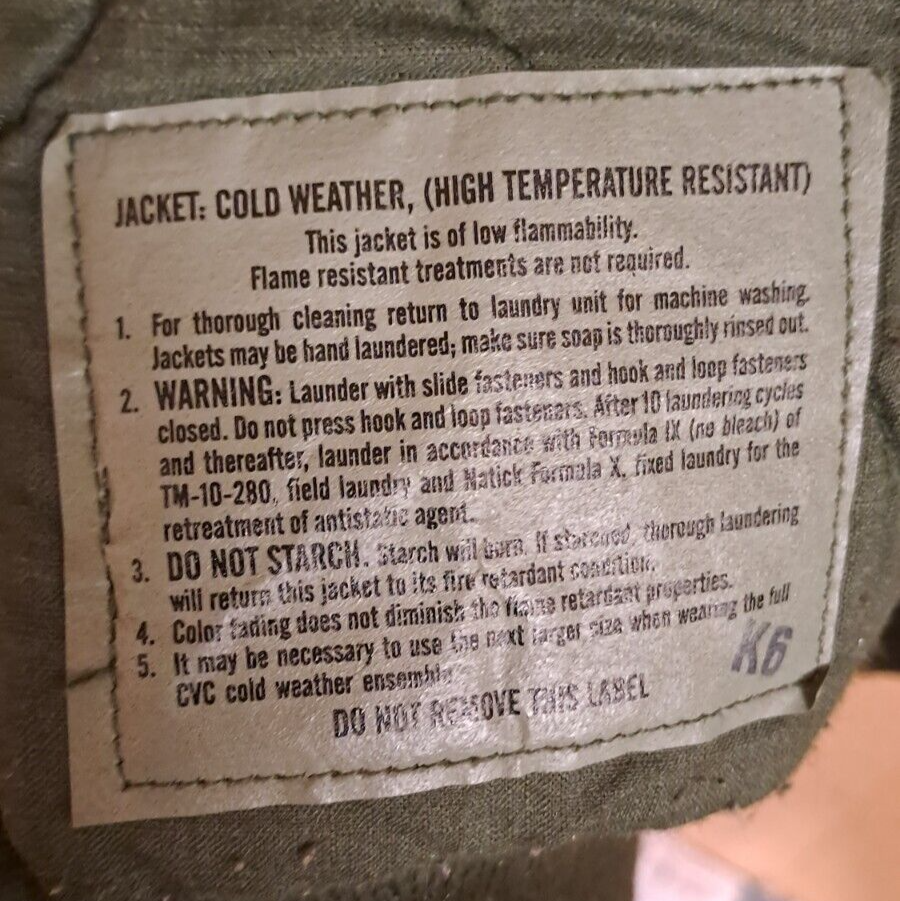 JACKET: COLD WEATHER, (HIGH TEMPERATURE RESISTANT)
This jacket is of low flammability.
Flame resistant treatments are not required.
1. For thorough cleaning return to laundry unit for machine washing.
Jackets may be hand laundered; make sure soap is thoroughly rinsed out.
2. WARNING: Launder with slide fasteners and hook and loop fasteners
closed. Do not press hook and loop fasteners. After 10 laundering cycles
and thereafter, launder in accordance with Formula IX (no bleach) of
TM-10-280, field laundry and Natick Formula X, fixed laundry for the
retreatment of antistatic agent.
3. DO NOT STARCH. Starch will burn. If starched, thorough laundering
will return this jacket to its fire retardant condition.
4. Color fading does not diminish the flame retardant properties.
5. It may be necessary to use the next larger size when wearing the full
CVC cold weather ensemble
K6
DO NOT REMOVE THIS LABEL